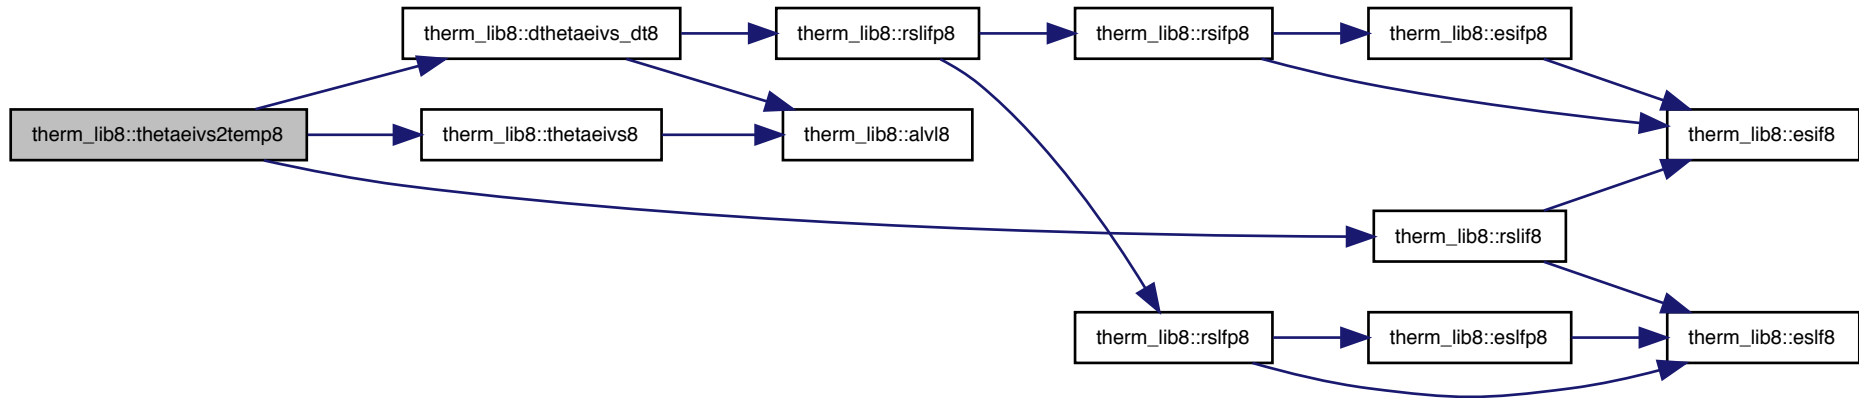 therm_lib8::dthetaeivs_dt8
therm_lib8::rslifp8
therm_lib8::rsifp8
therm_lib8::esifp8
therm_lib8::thetaeivs2temp8
therm_lib8::thetaeivs8
therm_lib8::alvl8
therm_lib8::esif8
therm_lib8::rslif8
therm_lib8::rslfp8
therm_lib8::eslfp8
therm_lib8::eslf8